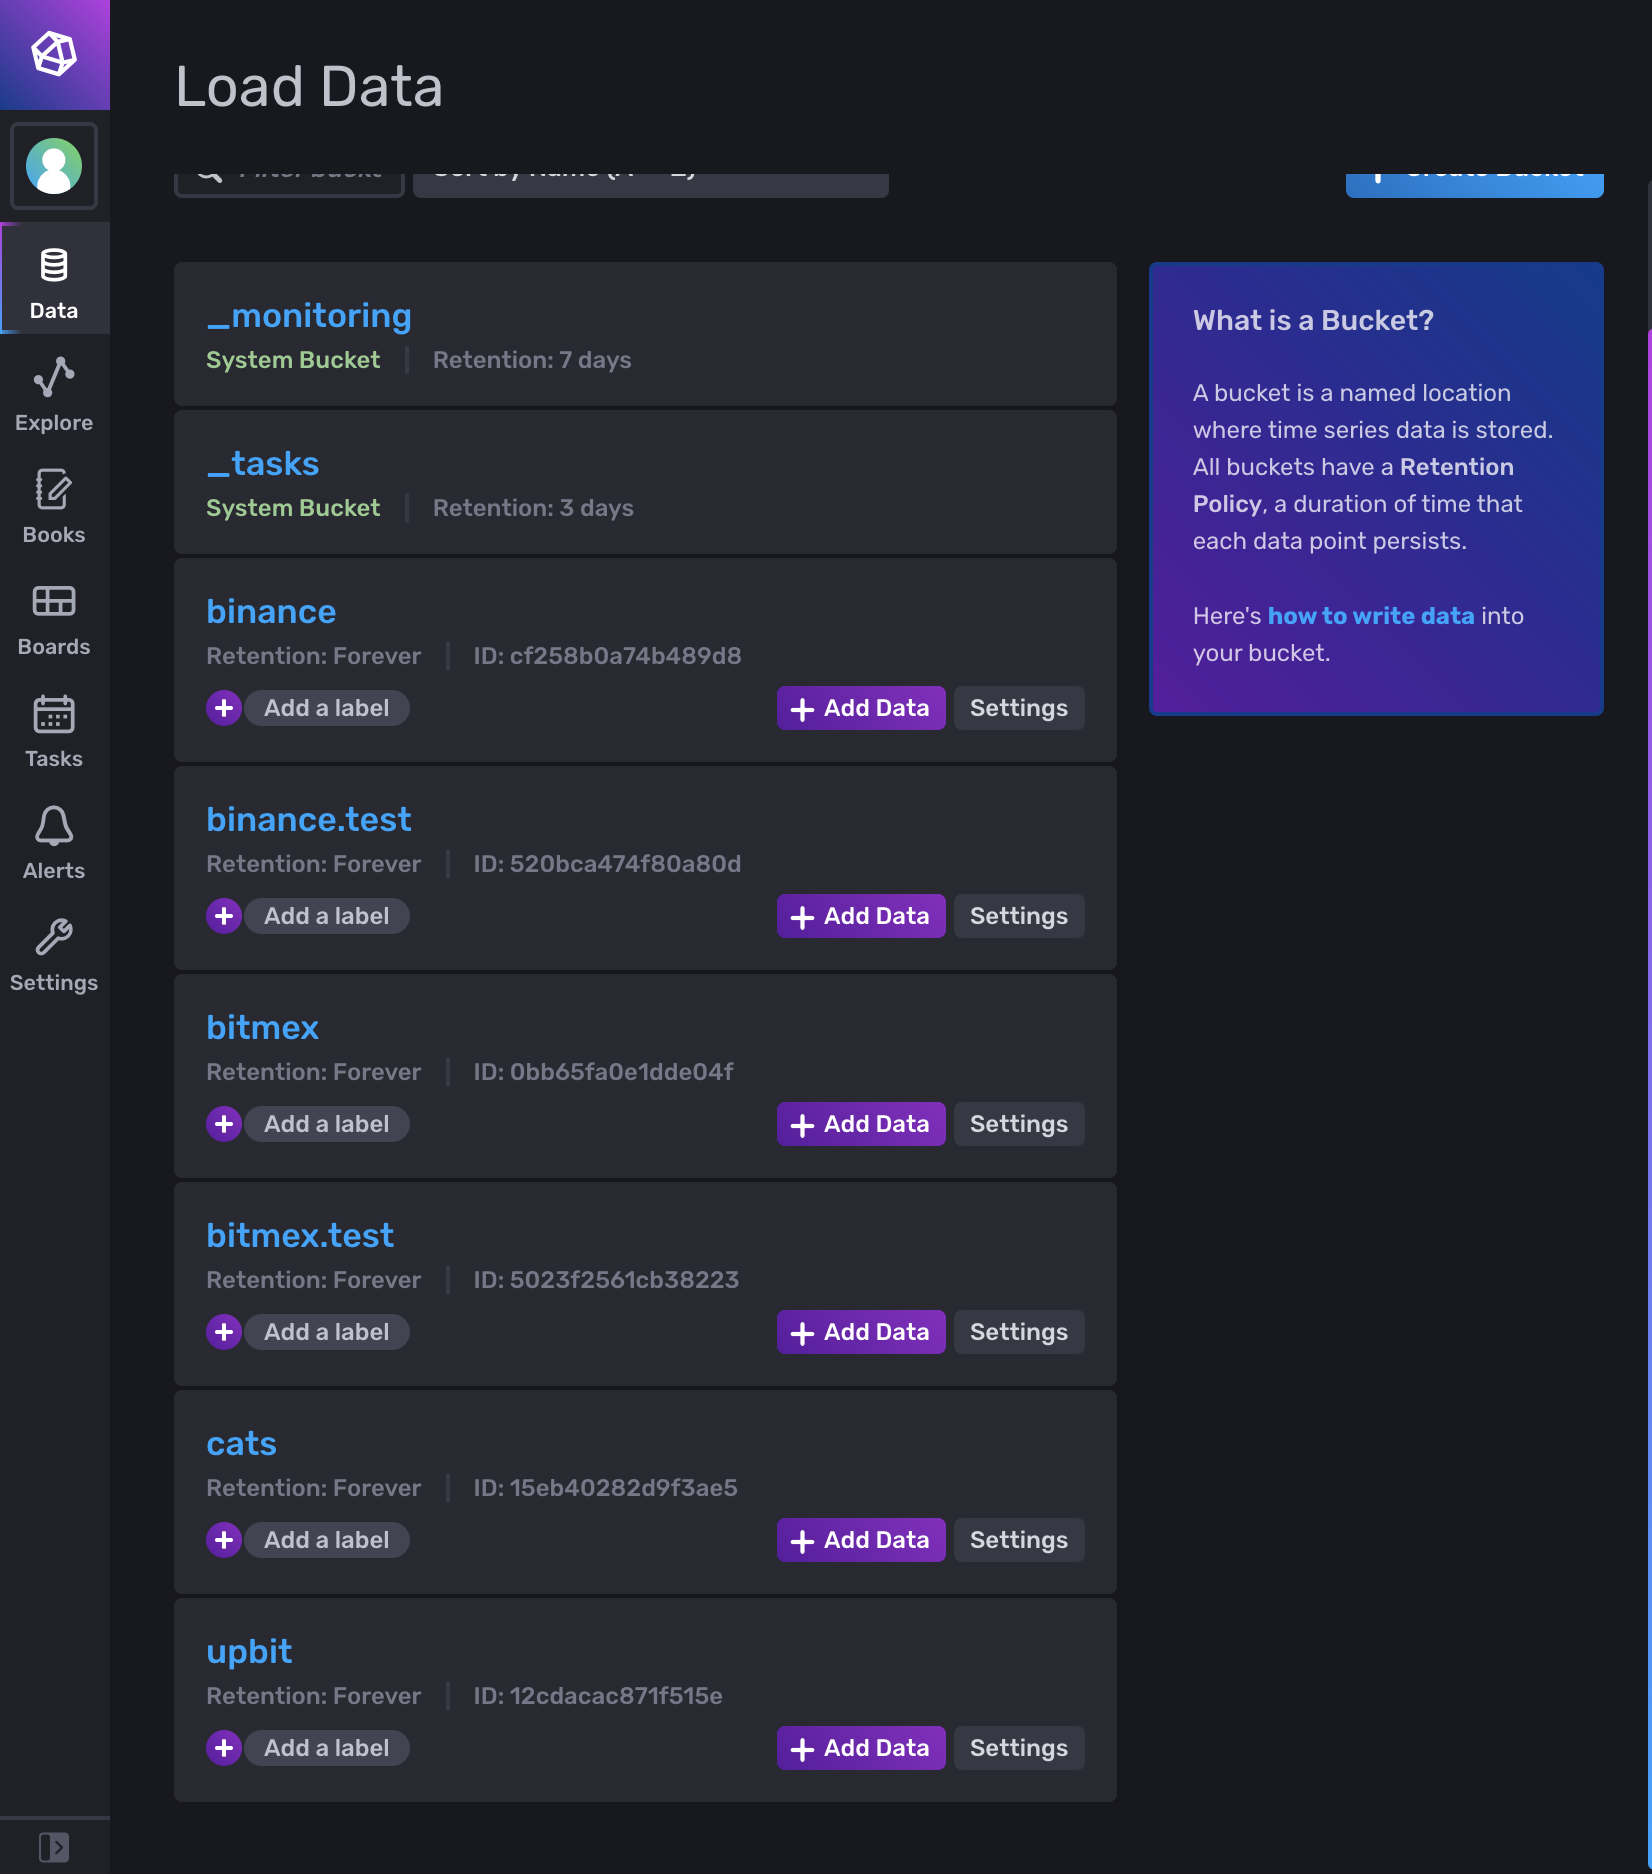 Load Data
Data
Explore
Books
Boards
Tasks
Alerts
Settings
_monitoring
System Bucket Retention: 7 days
_tasks
System Bucket Retention: 3 days
binance
Retention: Forever ID: cf258b0a74b489d8
Add a label Add Data Settings
binance.test
Retention: Forever ID: 520bca474f80a80d
Add a label Add Data Settings
bitmex
Retention: Forever ID: 0bb65fa0e1dde04f
Add a label Add Data Settings
bitmex.test
Retention: Forever ID: 5023f2561cb38223
Add a label Add Data Settings
cats
Retention: Forever ID: 15eb40282d9f3ae5
Add a label Add Data Settings
upbit
Retention: Forever ID: 12cdacac871f515e
Add a label Add Data Settings
What is a Bucket?
A bucket is a named location
where time series data is stored.
All buckets have a Retention
Policy, a duration of time that
each data point persists.
Here's how to write data into
your bucket.